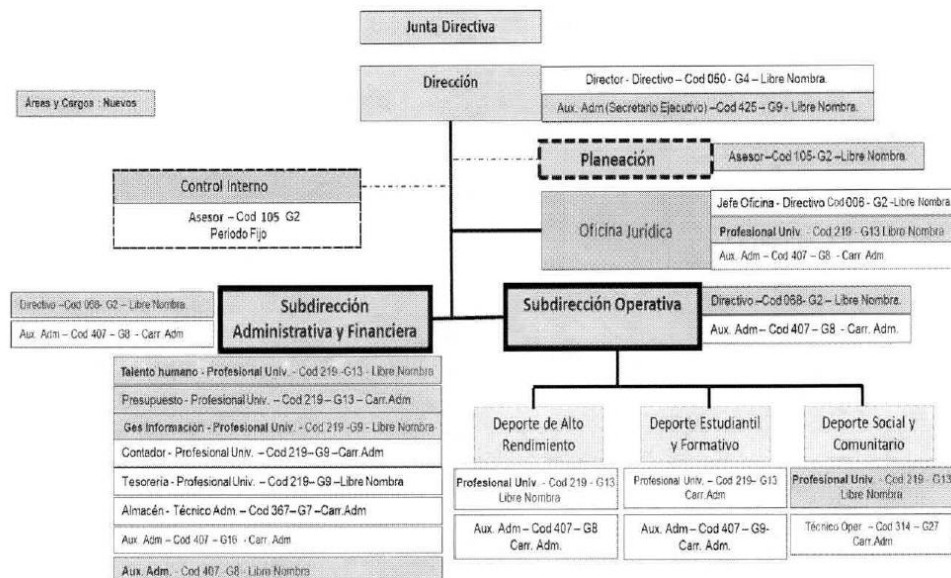 Junta Directiva
Dirección
Director - Directivo – Cod 050 - G4 – Libre Nombra.
Aux. Adm (Secretario Ejecutivo) –Cod 425 – G9 - Libre Nombra.
Áreas y Cargos : Nuevos
Planeación
Asesor –Cod 105- G2 –Libre Nombra.
Control Interno
Asesor – Cod 105 G2
Periodo Fijo
Oficina Jurídica
Jefe Oficina - Directivo Cod 006 - G2 -Libre Nombra.
Profesional Univ. - Cod 219 - G13 Libre Nombra
Aux. Adm – Cod 407 – G8 - Carr. Adm
Directivo –Cod 068- G2 – Libre Nombra.
Aux. Adm – Cod 407 – G8 - Carr. Adm
Subdirección
Administrativa y Financiera
Subdirección Operativa
Directivo –Cod 068- G2 – Libre Nombra.
Aux. Adm– Cod 407 – G8 - Carr. Adm.
Talento humano - Profesional Univ. - Cod 219 -G13 - Libre Nombra
Presupuesto - Profesional Univ. - Cod 219 – G13 – Carr.Adm
Ges Información - Profesional Univ. - Cod 219 -G9 – Libre Nombra
Contador - Profesional Univ. – Cod 219– G9 –Carr.Adm
Tesorería - Profesional Univ. – Cod 219– G9 –Libre Nombra
Almacén - Técnico Adm. – Cod 367– G7 –Carr.Adm
Aux. Adm – Cod 407 – G16 - Carr. Adm
Aux. Adm. - Cod 407 -G8 - Libre Nombra
Deporte de Alto
Rendimiento
Profesional Univ - Cod 219 - G13
Libre Nombra
Aux. Adm – Cod 407 – G8
Carr. Adm.
Deporte Estudiantil
y Formativo
Profesional Univ. - Cod 219– G13
Carr.Adm
Aux. Adm – Cod 407 – G9-
Carr. Adm
Deporte Social y
Comunitario
Profesional Univ - Cod 219 - G13
Libre Nombra
Técnico Oper. – Cod 314 – G27
Carr.Adm